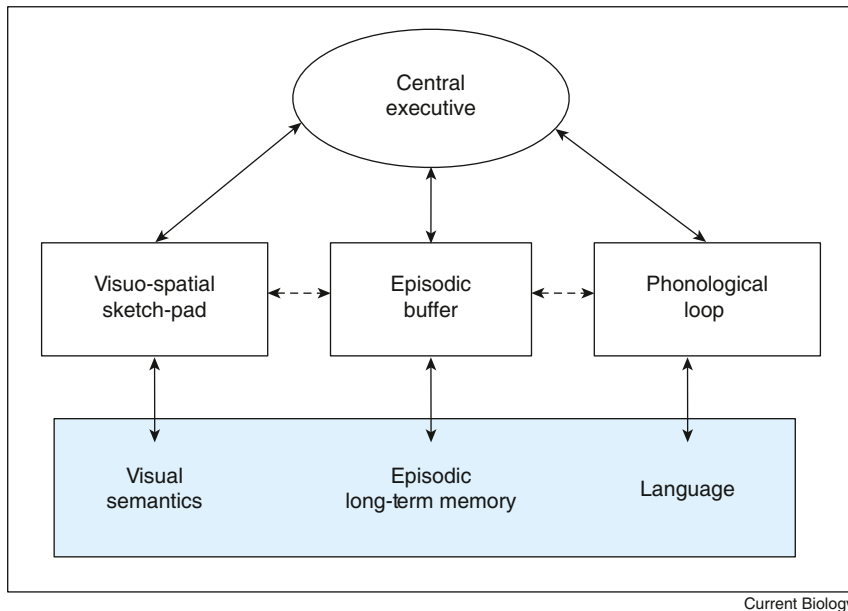 Central
executive
Visuo-spatial
sketch-pad
Episodic
buffer
Phonological
loop
Visual
semantics
Episodic
long-term memory
Language
Current Biology